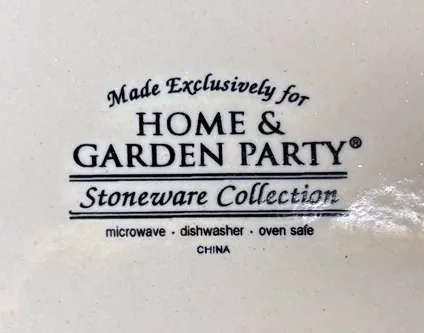 Made Exclusively for
HOME &
GARDEN PARTY®
Stoneware Collection
microwave · dishwasher · oven safe
CHINA